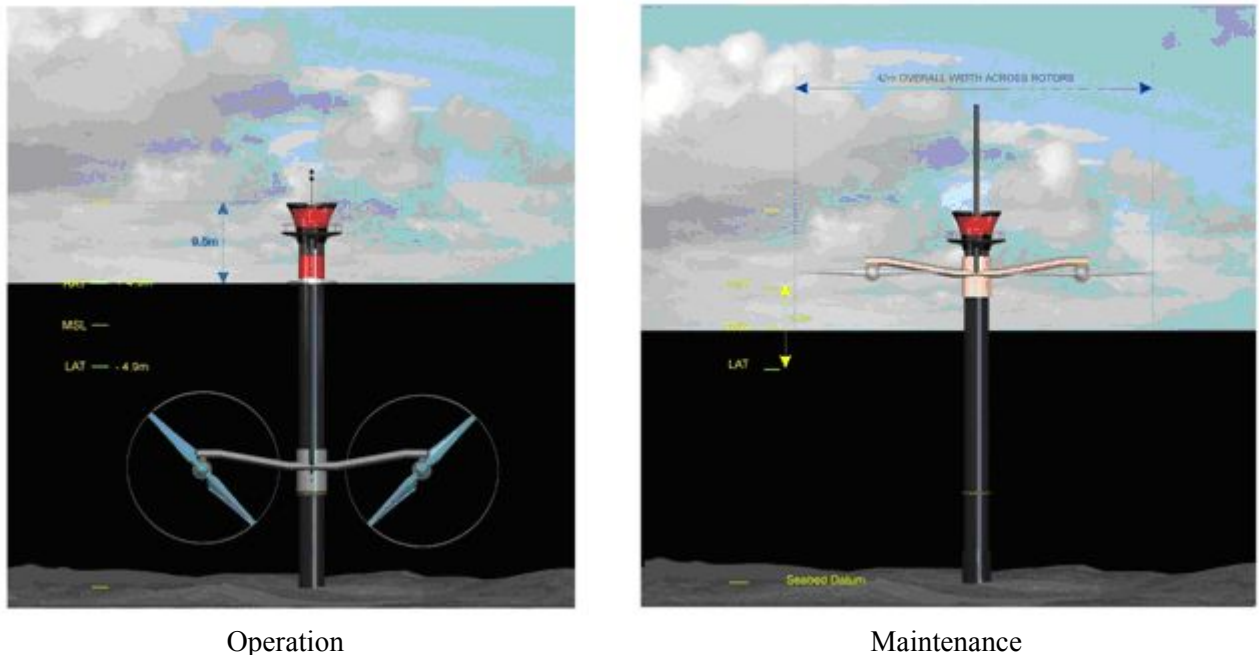 42m OVERALL WIDTH ACROSS ROTORS
9.5m
MSL
LAT - 4.9m
LAT
Seabed Datum
Operation
Maintenance